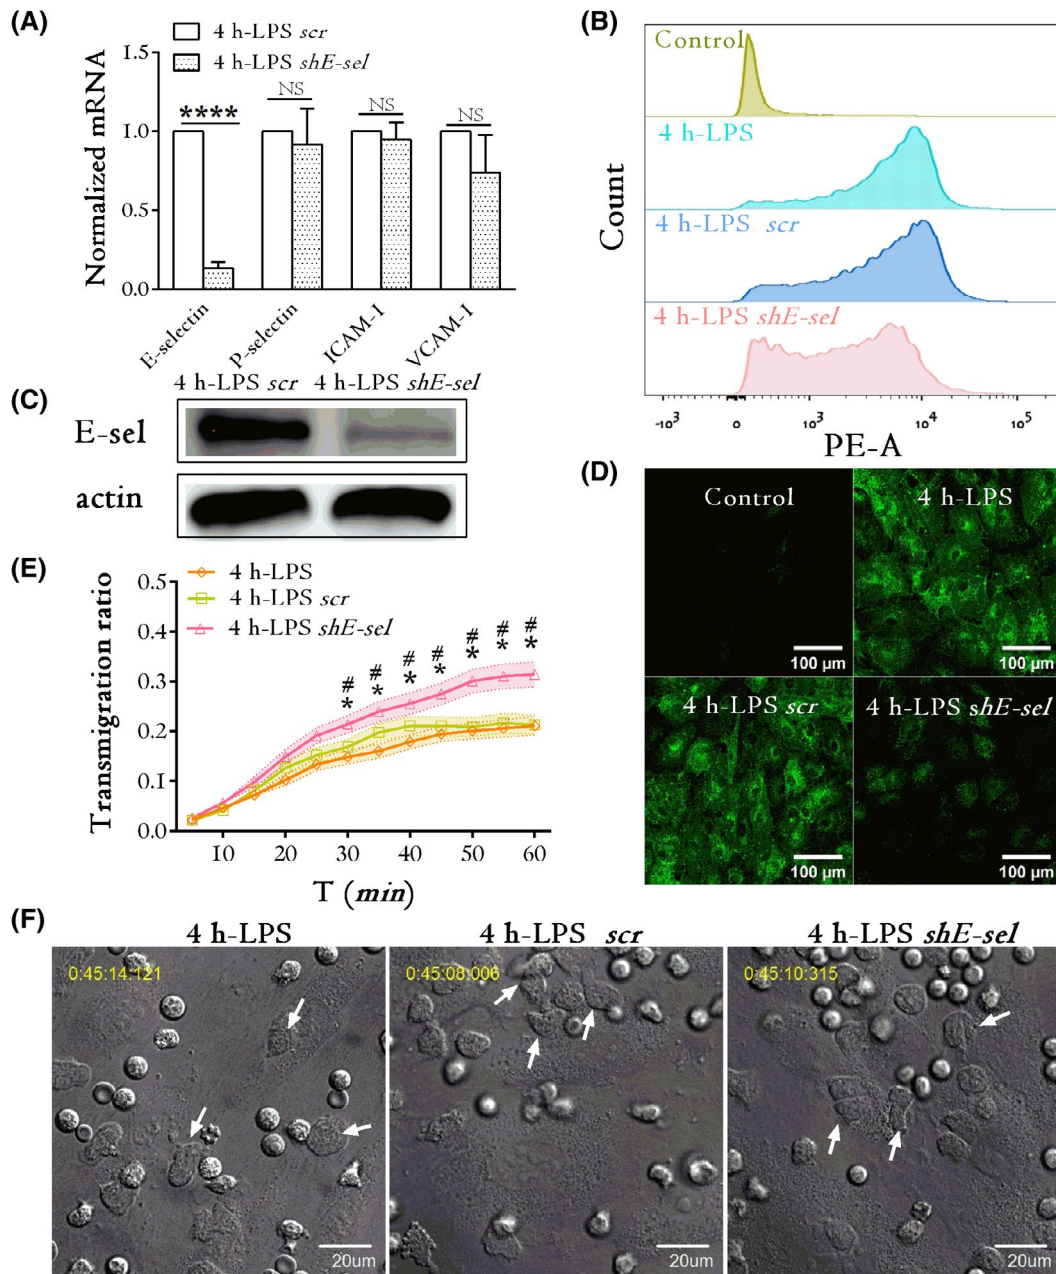 (A)
4 h-LPS scr
4 h-LPS shE-sel
Normalized mRNA
1.5
1.0
0.5
0.0
**** NS NS NS
E-selectin P-selectin ICAM-1 VCAM-1
(B)
Control
4 h-LPS
4 h-LPS scr
4 h-LPS shE-sel
Count
-10³ 0 10³ 10⁴ 10⁵
PE-A
(C)
4 h-LPS scr 4 h-LPS shE-sel
E-sel
actin
(D)
Control 4 h-LPS
100 µm 100 µm
4 h-LPS scr 4 h-LPS shE-sel
100 µm 100 µm
(E)
4 h-LPS
4 h-LPS scr
4 h-LPS shE-sel
Transmigration ratio
0.5
0.4
0.3
0.2
0.1
0.0
# # # # # # #
* * * * * * *
10 20 30 40 50 60
T (min)
(F)
4 h-LPS 4 h-LPS scr 4 h-LPS shE-sel
0:45:14:121 0:45:08:006 0:45:10:315
20um 20um 20um